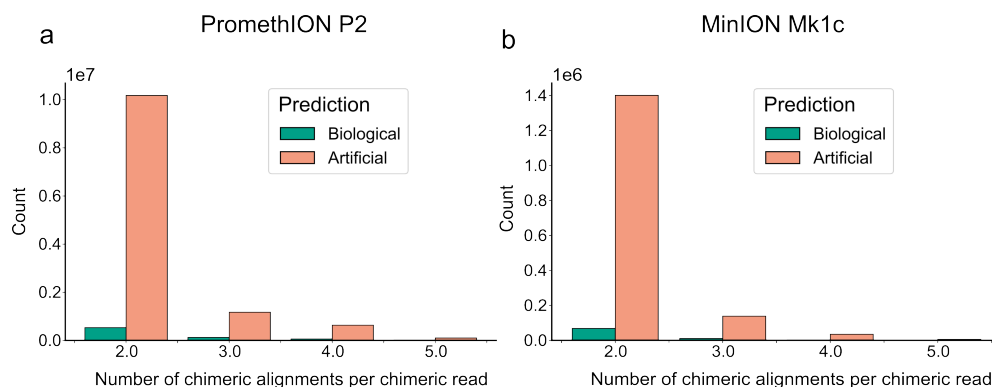 a
PromethION P2
1e7
Prediction
Biological
Artificial
Count
1.0
0.8
0.6
0.4
0.2
0.0
2.0 3.0 4.0 5.0
Number of chimeric alignments per chimeric read
b
MinION Mk1c
1e6
Prediction
Biological
Artificial
Count
1.4
1.2
1.0
0.8
0.6
0.4
0.2
0.0
2.0 3.0 4.0 5.0
Number of chimeric alignments per chimeric read